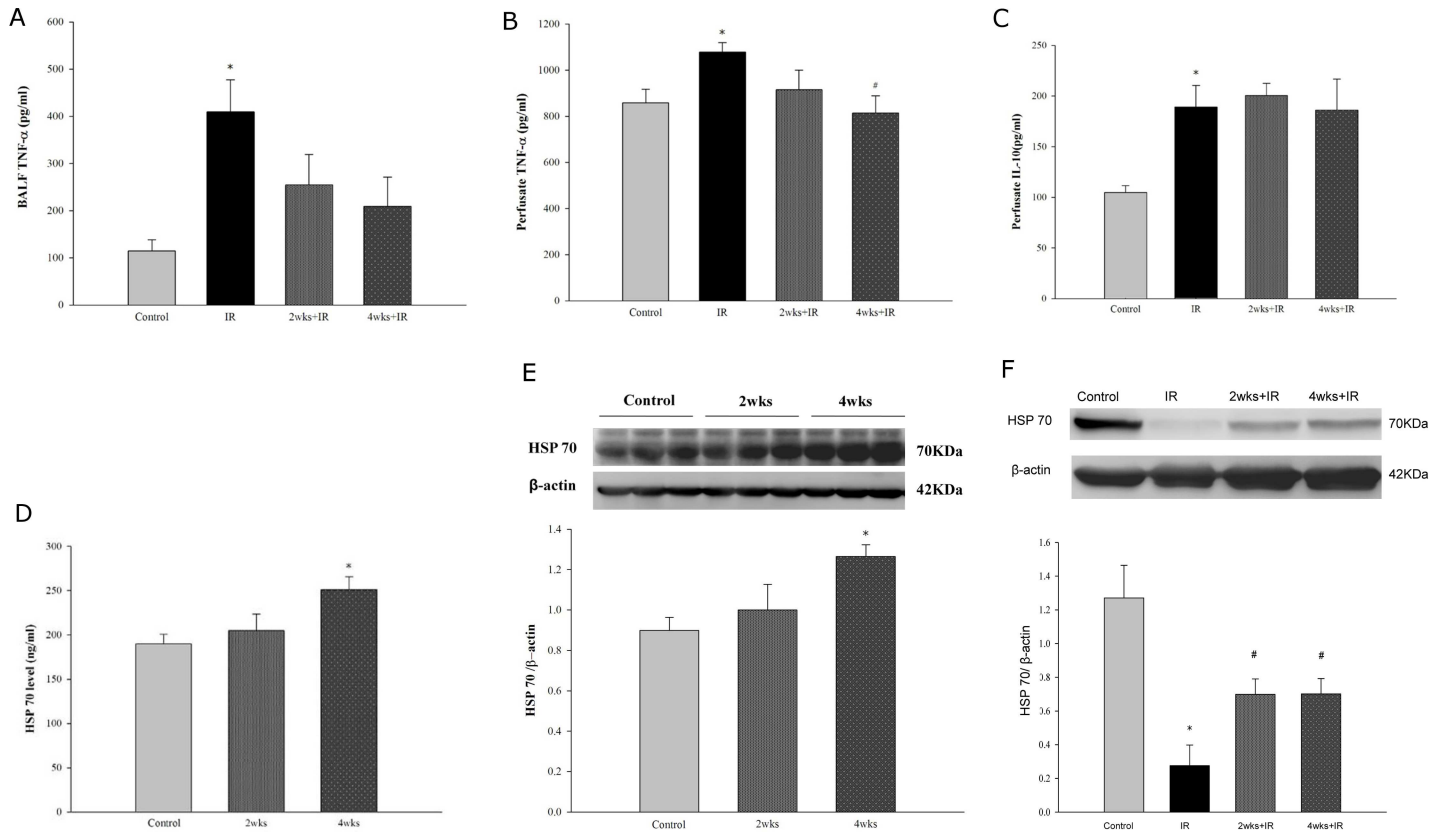 A
600
500
400
300
200
100
0
BALF TNF-α (pg/ml)
*
Control IR 2wks+IR 4wks+IR
B
1200
1000
800
600
400
200
0
Perfusate TNF-α (pg/ml)
*
#
Control IR 2wks+IR 4wks+IR
C
250
200
150
100
50
0
Perfusate IL-10(pg/ml)
*
Control IR 2wks+IR 4wks+IR
D
300
250
200
250
100
50
0
HSP 70 level (ng/ml)
*
Control 2wks 4wks
E
Control 2wks 4wks
HSP 70 70KDa
β-actin 42KDa
1.4
1.2
1.0
0.8
0.6
0.4
0.2
0.0
HSP 70 /β-actin
*
Control 2wks 4wks
F
Control IR 2wks+IR 4wks+IR
HSP 70 70KDa
β-actin 42KDa
1.6
1.4
1.2
1.0
0.8
0.6
0.4
0.2
0.0
HSP 70/ β-actin
*
#
#
Control IR 2wks+IR 4wks+IR